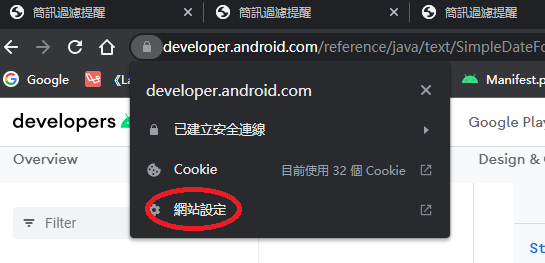 簡訊過濾提醒 簡訊過濾提醒 簡訊過濾提醒
developer.android.com/reference/java/text/SimpleDateFo
Google 《La Manifest.p
developer.android.com
developers Google Play
已建立安全連線
Overview Design &
Cookie 目前使用 32 個 Cookie
網站設定
Filter
St